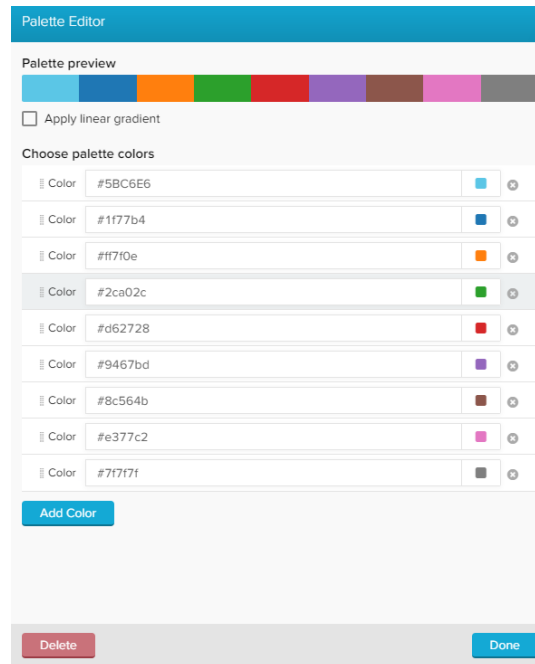 Palette Editor
Palette preview
Apply linear gradient
Choose palette colors
Color #5BC6E6
Color #1f77b4
Color #ff7f0e
Color #2ca02c
Color #d62728
Color #9467bd
Color #8c564b
Color #e377c2
Color #7f7f7f
Add Color
Delete Done